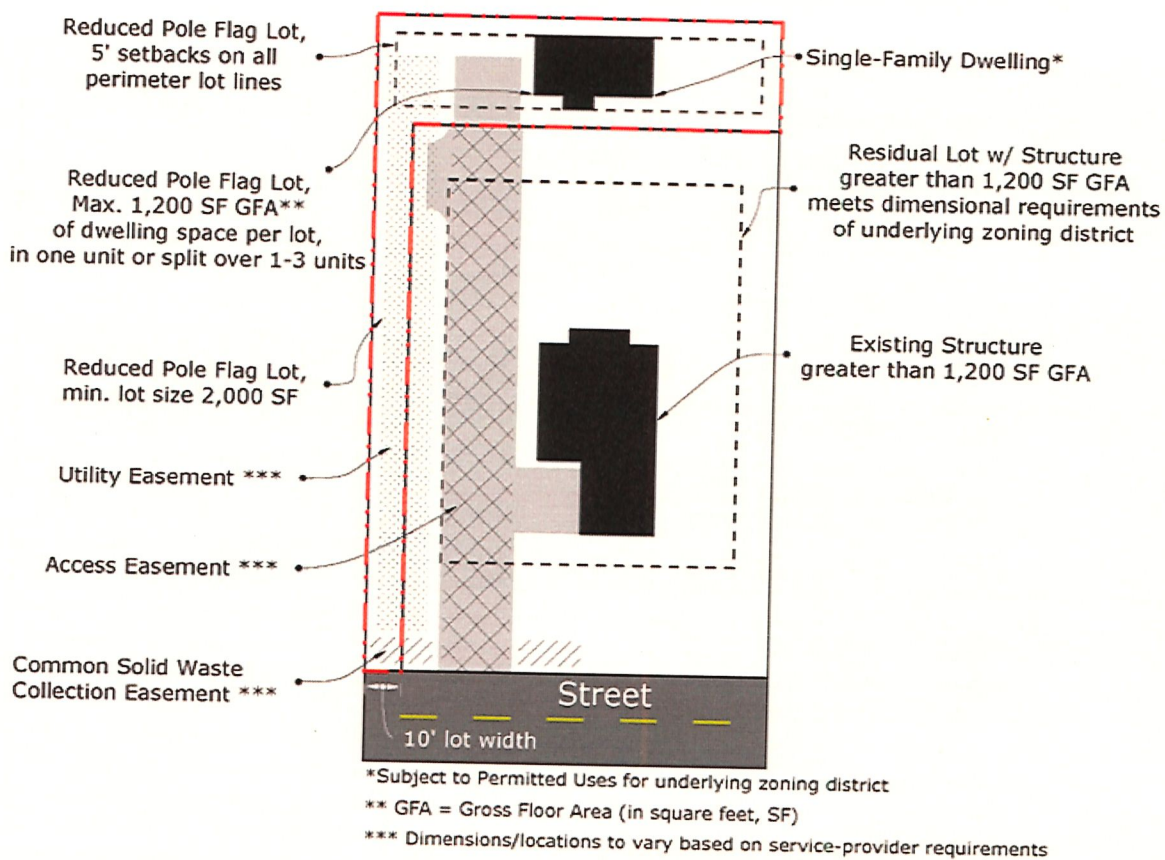 Reduced Pole Flag Lot,
5' setbacks on all
perimeter lot lines
Single-Family Dwelling*
Reduced Pole Flag Lot,
Max. 1,200 SF GFA**
of dwelling space per lot,
in one unit or split over 1-3 units
Residual Lot w/ Structure
greater than 1,200 SF GFA
meets dimensional requirements
of underlying zoning district
Reduced Pole Flag Lot,
min. lot size 2,000 SF
Existing Structure
greater than 1,200 SF GFA
Utility Easement ***
Access Easement ***
Common Solid Waste
Collection Easement ***
Street
10' lot width
*Subject to Permitted Uses for underlying zoning district
** GFA = Gross Floor Area (in square feet, SF)
*** Dimensions/locations to vary based on service-provider requirements